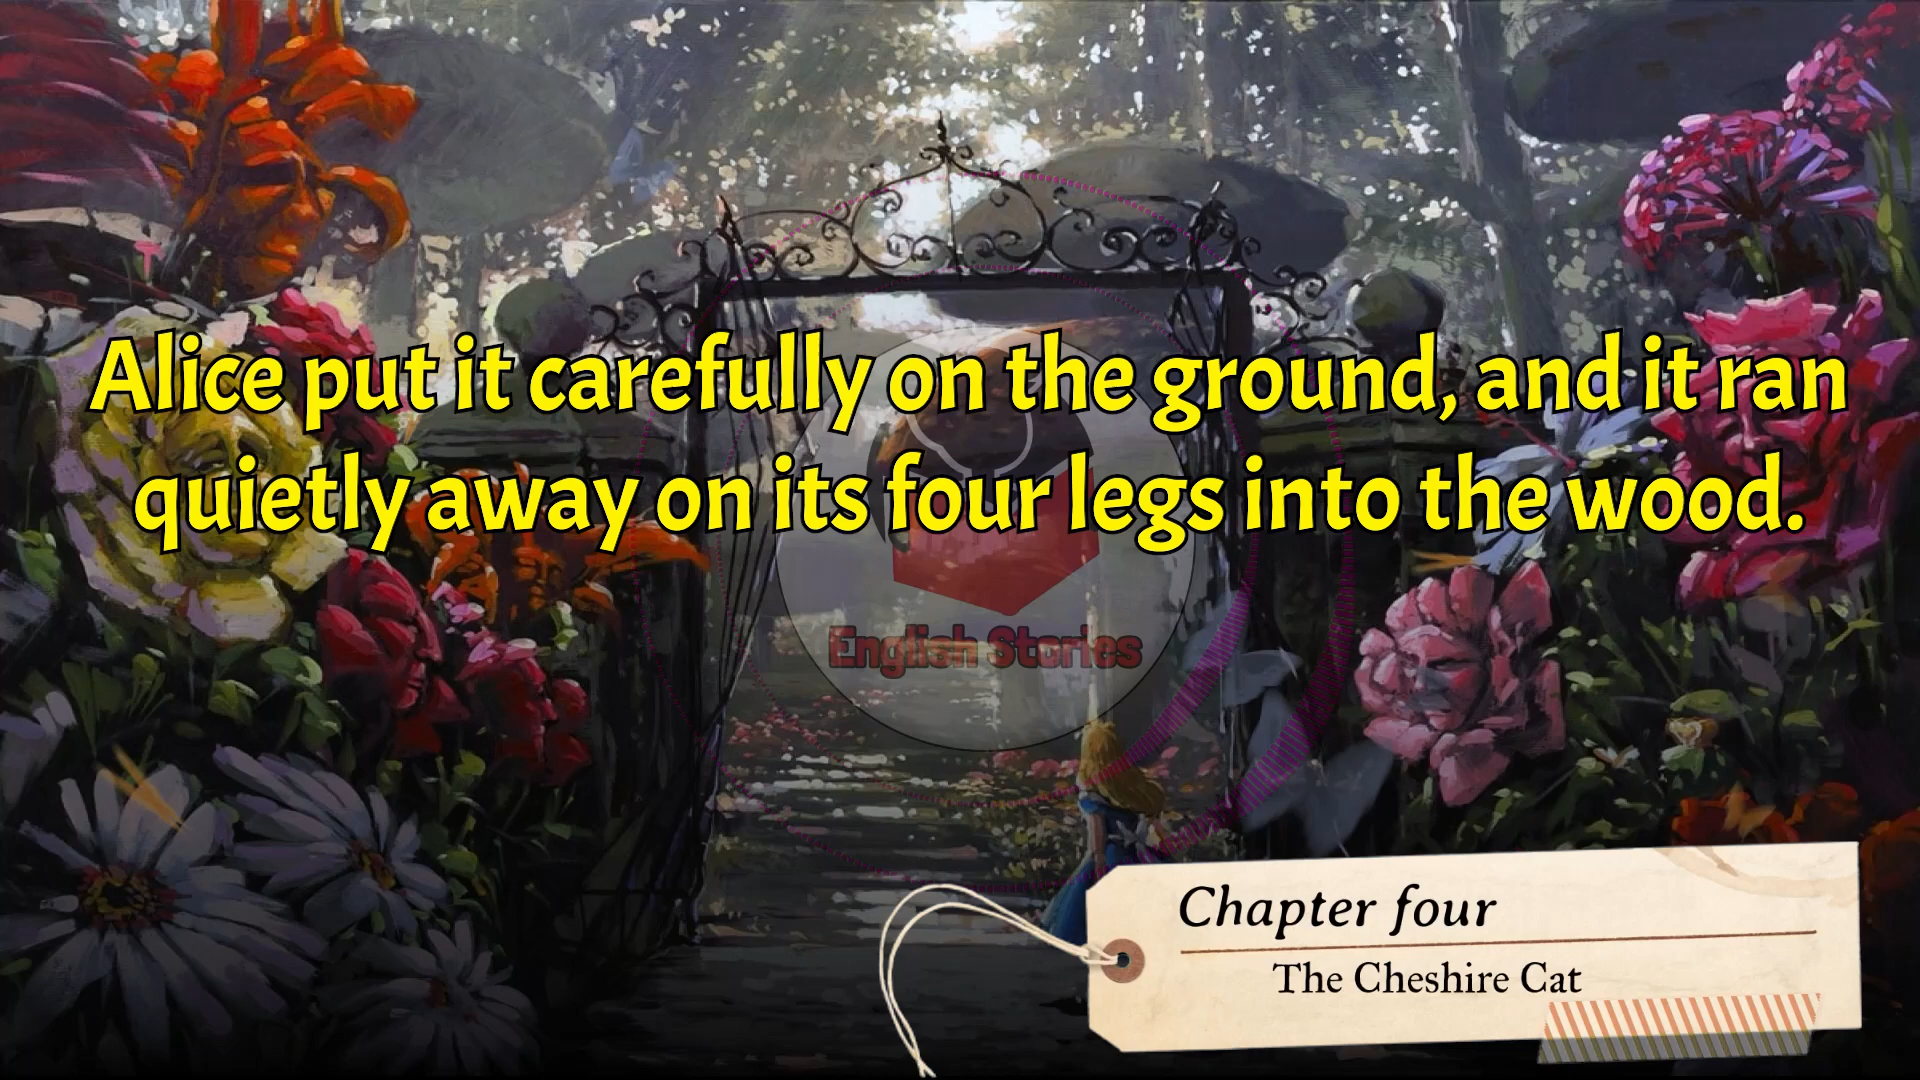 Alice put it carefully on the ground, and it ran
quietly away on its four legs into the wood.
English Stories
Chapter four
The Cheshire Cat